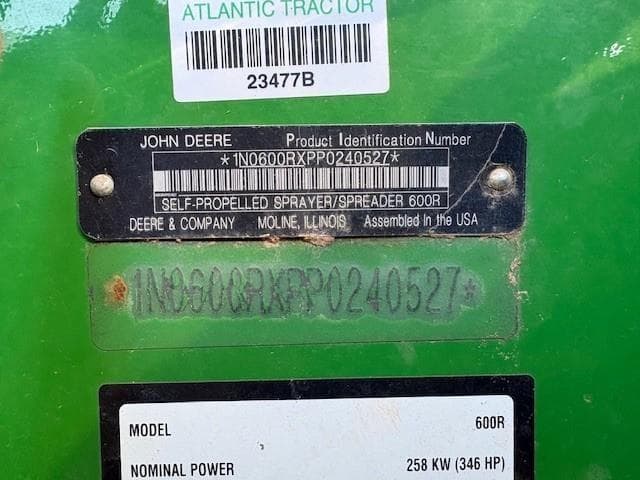 ATLANTIC TRACTOR
23477B
JOHN DEERE Product Identification Number
*1N0600RXPP0240527*
SELF-PROPELLED SPRAYER/SPREADER 600R
DEERE & COMPANY MOLINE, ILLINOIS Assembled In the USA
1N0600RXPP0240527*
MODEL 600R
NOMINAL POWER 258 KW (346 HP)